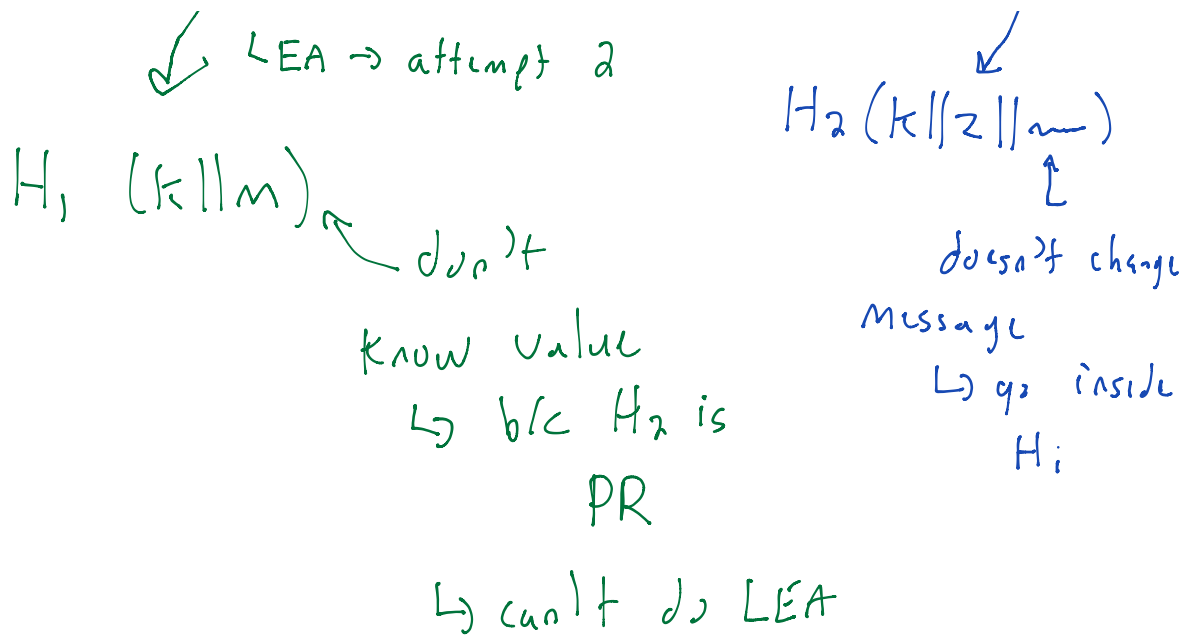 LEA → attempt 2
H₁ (k||m)
don't
know value
↳ b/c H₂ is
PR
↳ can't do LEA
H₂ (k||z||m)
doesn't change
message
↳ go inside
H₁